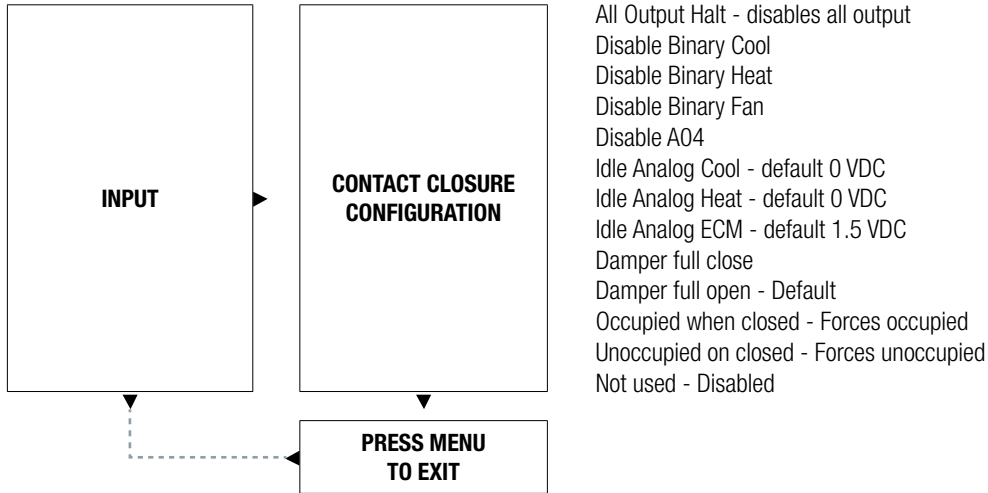 INPUT
CONTACT CLOSURE
CONFIGURATION
All Output Halt - disables all output
Disable Binary Cool
Disable Binary Heat
Disable Binary Fan
Disable A04
Idle Analog Cool - default 0 VDC
Idle Analog Heat - default 0 VDC
Idle Analog ECM - default 1.5 VDC
Damper full close
Damper full open - Default
Occupied when closed - Forces occupied
Unoccupied on closed - Forces unoccupied
Not used - Disabled
PRESS MENU
TO EXIT